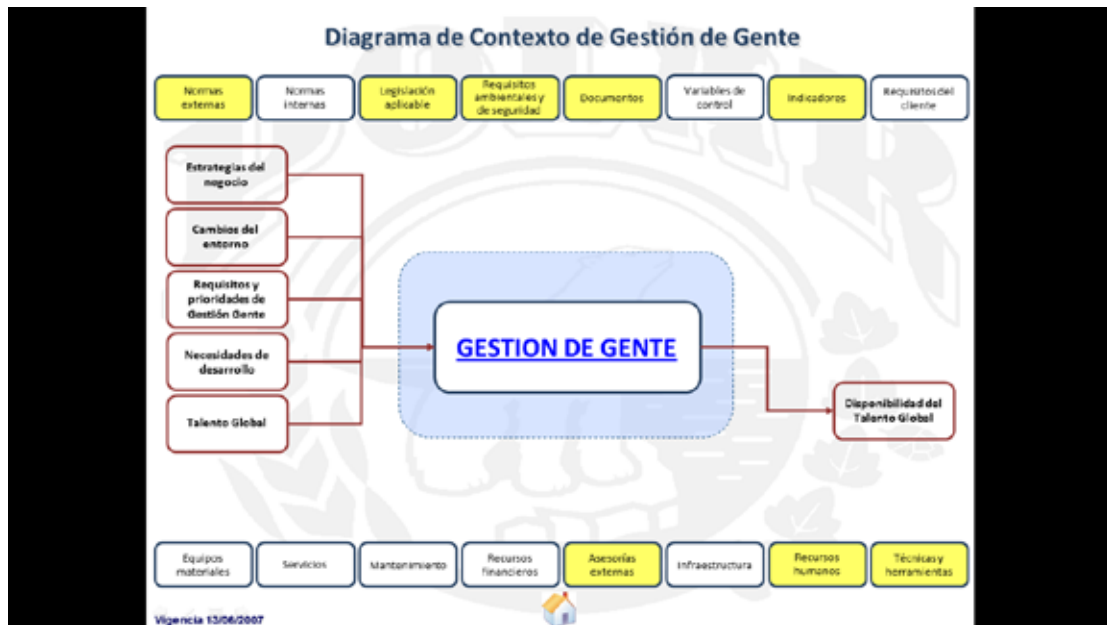 Diagrama de Contexto de Gestión de Gente
Normas
externas
Normas
internas
Legislación
aplicable
Requisitos
ambientales y
de seguridad
Documentos
Variables de
control
Indicadores
Requisitos del
cliente
Estrategias del
negocio
Cambios del
entorno
Requisitos y
prioridades de
Gestión Gente
Necesidades de
desarrollo
Talento Global
GESTION DE GENTE
Disponibilidad del
Talento Global
Equipos
materiales
Servicios
Mantenimiento
Recursos
financieros
Asesorías
externas
Infraestructura
Recursos
humanos
Técnicas y
herramientas
Vigencia 13/06/2007